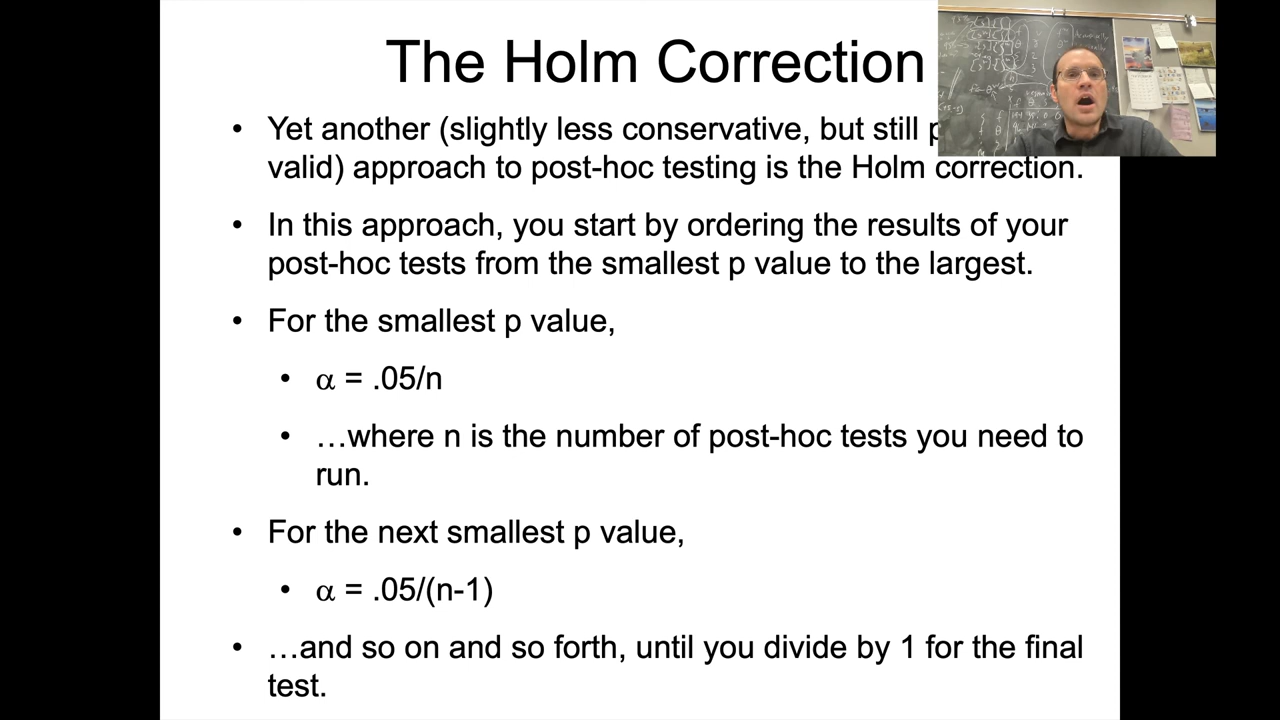 The Holm Correction
• Yet another (slightly less conservative, but still
valid) approach to post-hoc testing is the Holm correction.
• In this approach, you start by ordering the results of your
post-hoc tests from the smallest p value to the largest.
• For the smallest p value,
• α = .05/n
• …where n is the number of post-hoc tests you need to
run.
• For the next smallest p value,
• α = .05/(n-1)
• …and so on and so forth, until you divide by 1 for the final
test.